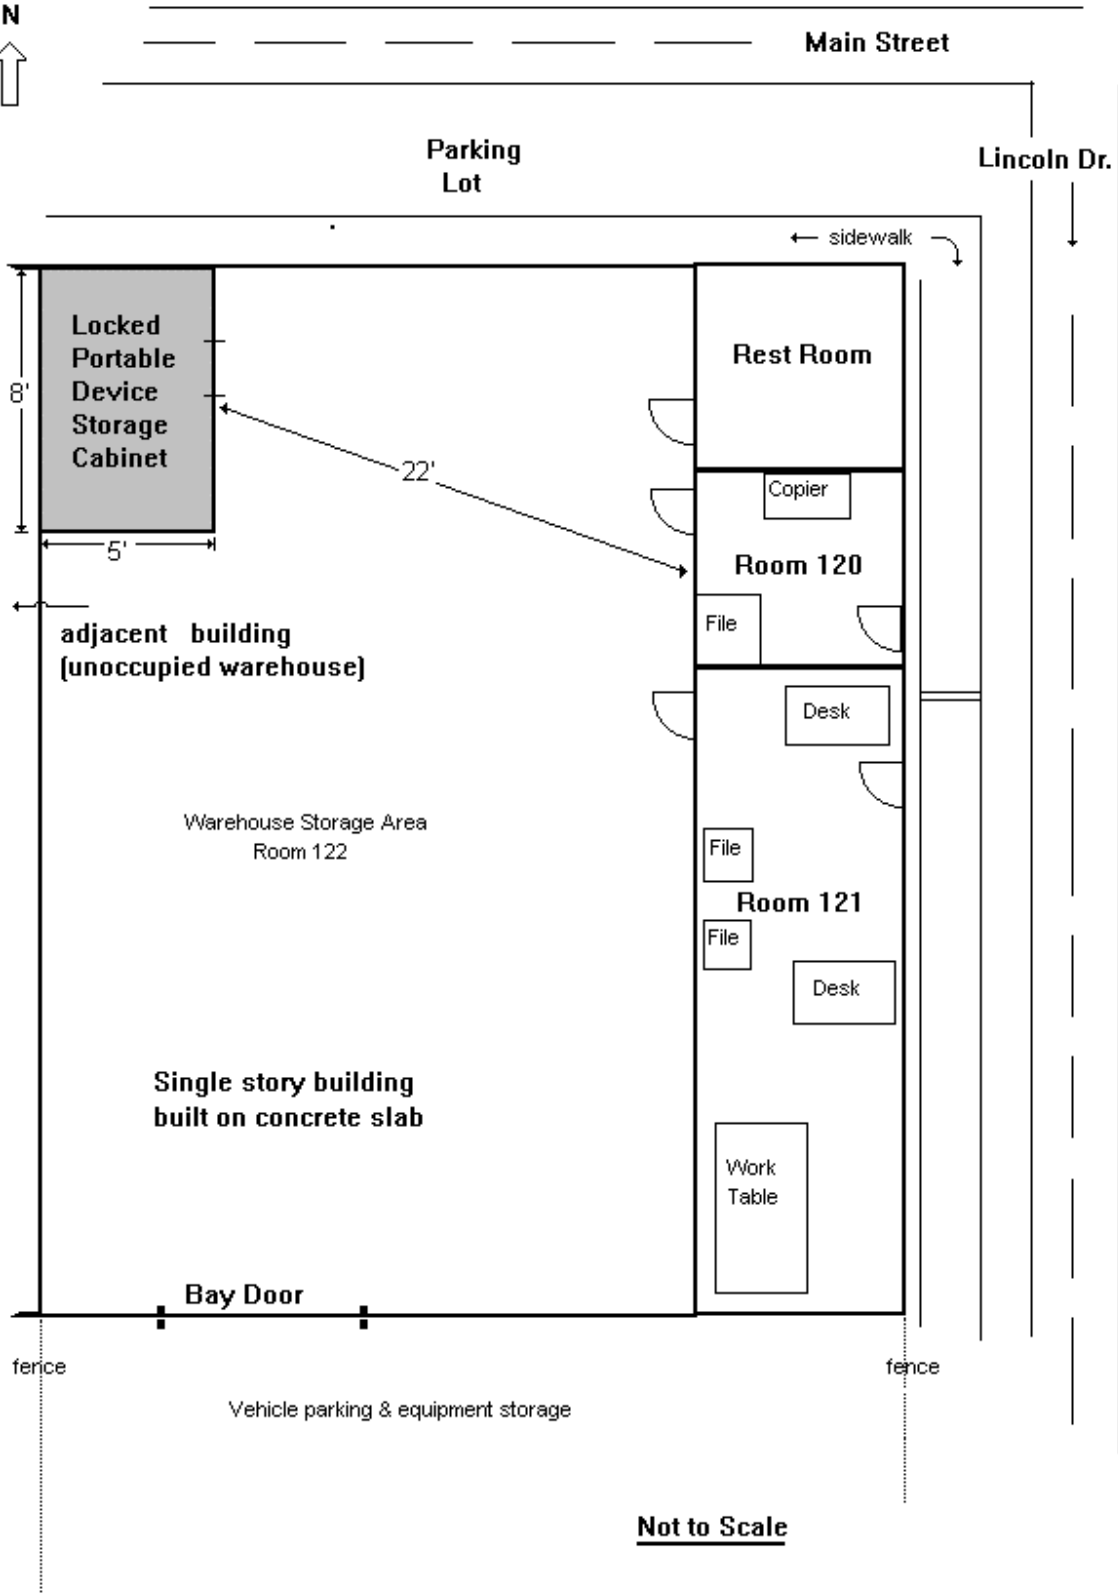 N
Main Street
Parking
Lot
Lincoln Dr.
sidewalk
Locked
Portable
Device
Storage
Cabinet
8'
5'
22'
Rest Room
Copier
Room 120
File
adjacent building
(unoccupied warehouse)
Desk
Warehouse Storage Area
Room 122
File
Room 121
File
Desk
Single story building
built on concrete slab
Work
Table
Bay Door
fence
fence
Vehicle parking & equipment storage
Not to Scale